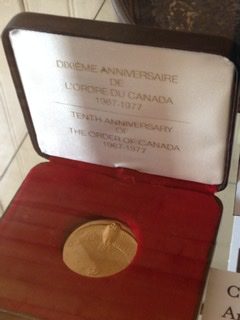 DIXIÈME ANNIVERSAIRE
DE
L'ORDRE DU CANADA
1967-1977
TENTH ANNIVERSARY
OF
THE ORDER OF CANADA
1967-1977